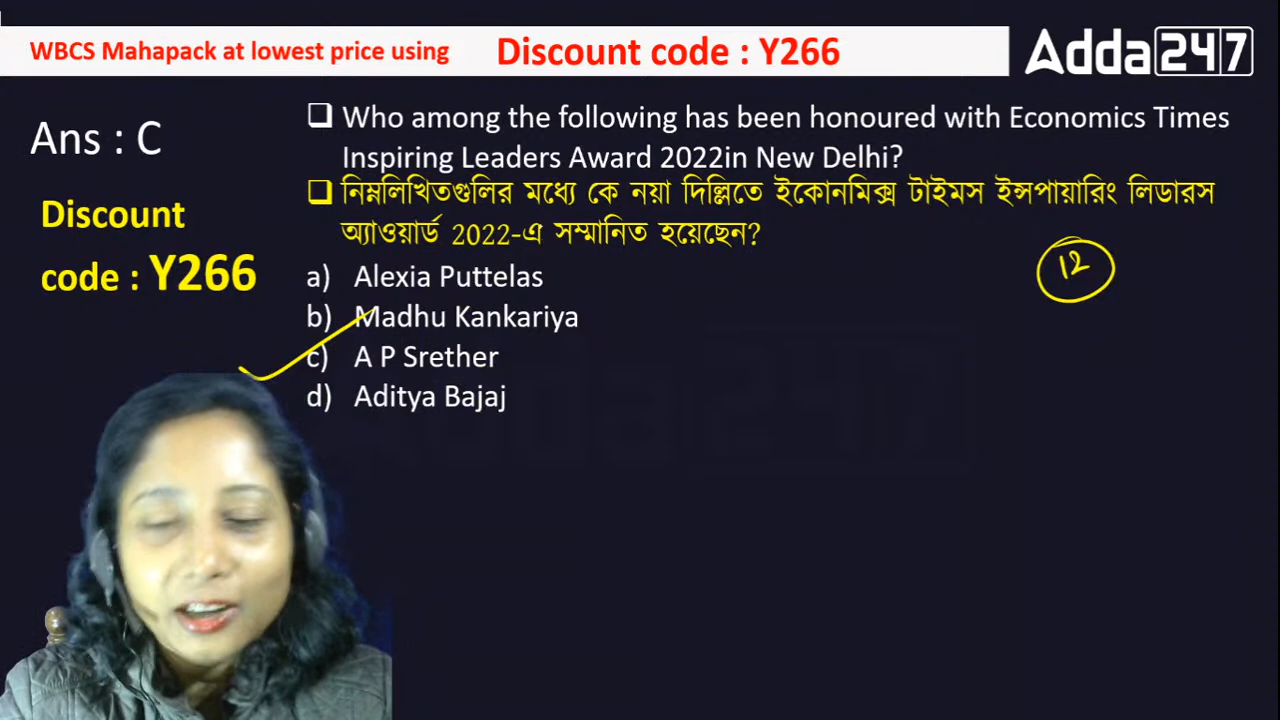 WBCS Mahapack at lowest price using Discount code : Y266
Adda247
Ans : C
Discount
code : Y266
❑ Who among the following has been honoured with Economics Times
Inspiring Leaders Award 2022in New Delhi?
❑ নিম্নলিখিতগুলির মধ্যে কে নয়া দিল্লিতে ইকোনমিক্স টাইমস ইন্সপায়ারিং লিডারস
অ্যাওয়ার্ড 2022-এ সম্মানিত হয়েছেন?
12
a) Alexia Puttelas
b) Madhu Kankariya
c) A P Srether
d) Aditya Bajaj
Adda247